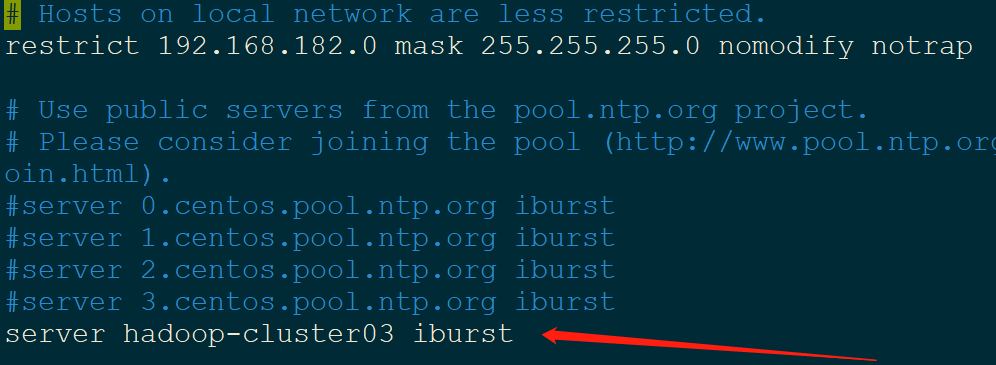 # Hosts on local network are less restricted.
restrict 192.168.182.0 mask 255.255.255.0 nomodify notrap
# Use public servers from the pool.ntp.org project.
# Please consider joining the pool (http://www.pool.ntp.org
oin.html).
#server 0.centos.pool.ntp.org iburst
#server 1.centos.pool.ntp.org iburst
#server 2.centos.pool.ntp.org iburst
#server 3.centos.pool.ntp.org iburst
server hadoop-cluster03 iburst